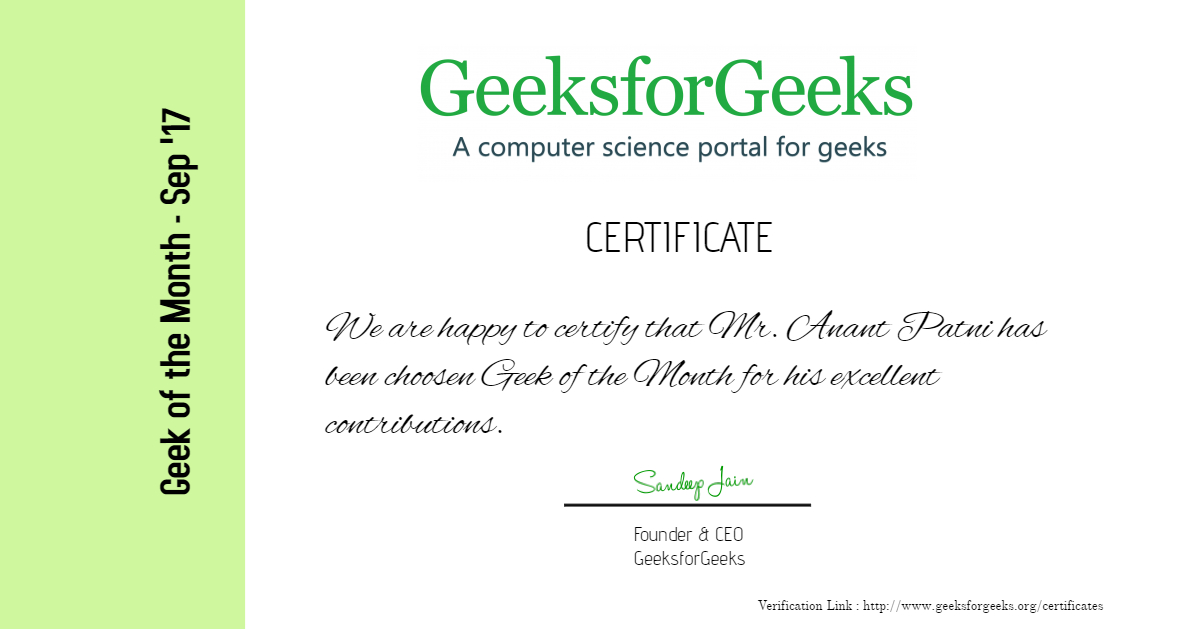 Geek of the Month - Sep '17
GeeksforGeeks
A computer science portal for geeks
CERTIFICATE
We are happy to certify that Mr. Anant Patni has
been choosen Geek of the Month for his excellent
contributions.
Sandeep Jain
Founder & CEO
GeeksforGeeks
Verification Link : http://www.geeksforgeeks.org/certificates